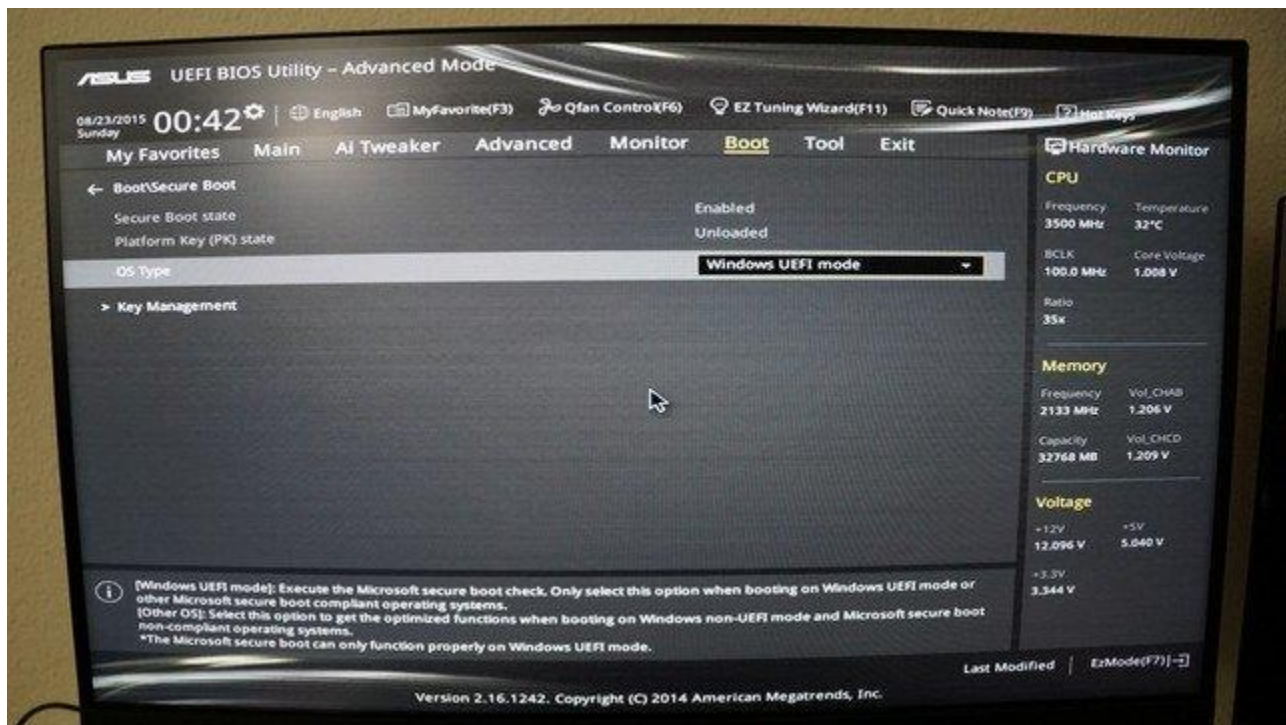 ASUS UEFI BIOS Utility – Advanced Mode
08/23/2015
Sunday
00:42
English MyFavorite(F3) Qfan Control(F6) EZ Tuning Wizard(F11) Quick Note(F9) ? Hot Keys
My Favorites Main Ai Tweaker Advanced Monitor Boot Tool Exit
Boot\Secure Boot
Secure Boot state Enabled
Platform Key (PK) state Unloaded
OS Type Windows UEFI mode
> Key Management
Hardware Monitor
CPU
Frequency Temperature
3500 MHz 32°C
BCLK Core Voltage
100.0 MHz 1.008 V
Ratio
35x
Memory
Frequency Vol_CHAB
2133 MHz 1.206 V
Capacity Vol_CHCD
32768 MB 1.209 V
Voltage
+12V +5V
12.096 V 5.040 V
+3.3V
3.344 V
[Windows UEFI mode]: Execute the Microsoft secure boot check. Only select this option when booting on Windows UEFI mode or
other Microsoft secure boot compliant operating systems.
[Other OS]: Select this option to get the optimized functions when booting on Windows non-UEFI mode and Microsoft secure boot
non-compliant operating systems.
*The Microsoft secure boot can only function properly on Windows UEFI mode.
Last Modified | EzMode(F7)
Version 2.16.1242. Copyright (C) 2014 American Megatrends, Inc.